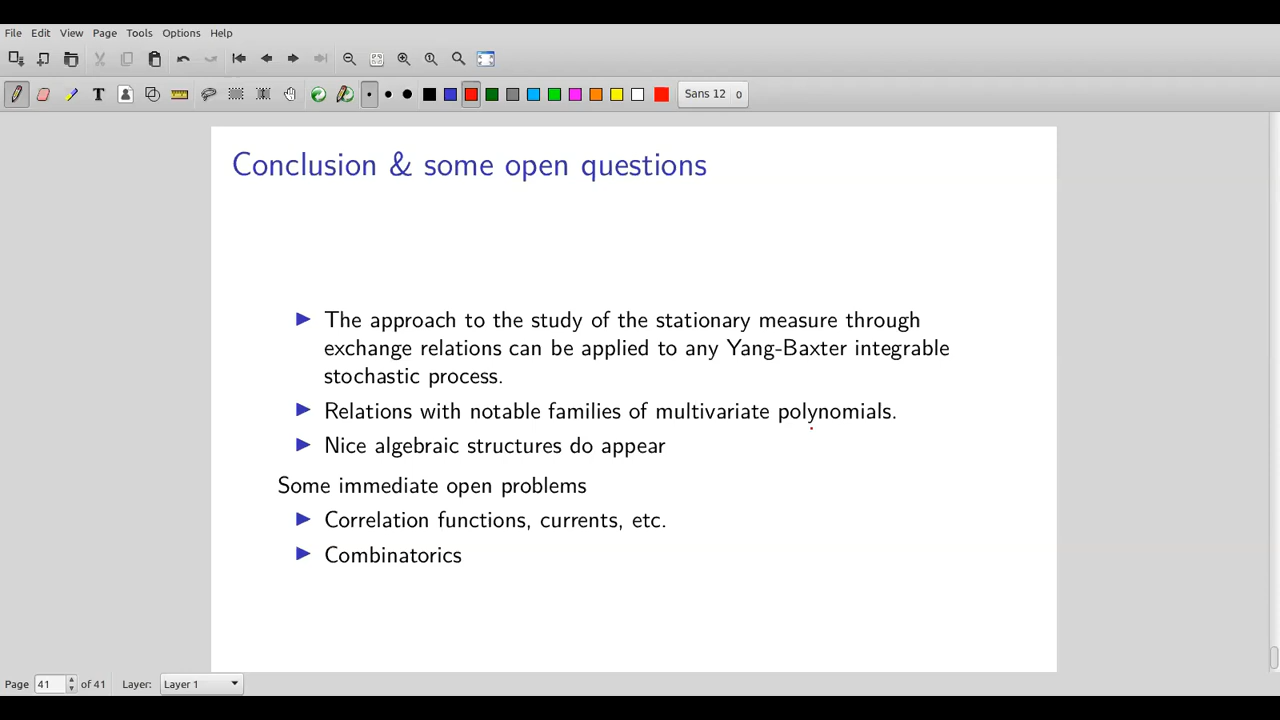 File Edit View Page Tools Options Help
T Sans 12 0
Conclusion & some open questions
The approach to the study of the stationary measure through
exchange relations can be applied to any Yang-Baxter integrable
stochastic process.
Relations with notable families of multivariate polynomials.
Nice algebraic structures do appear
Some immediate open problems
Correlation functions, currents, etc.
Combinatorics
Page 41 of 41 Layer: Layer 1